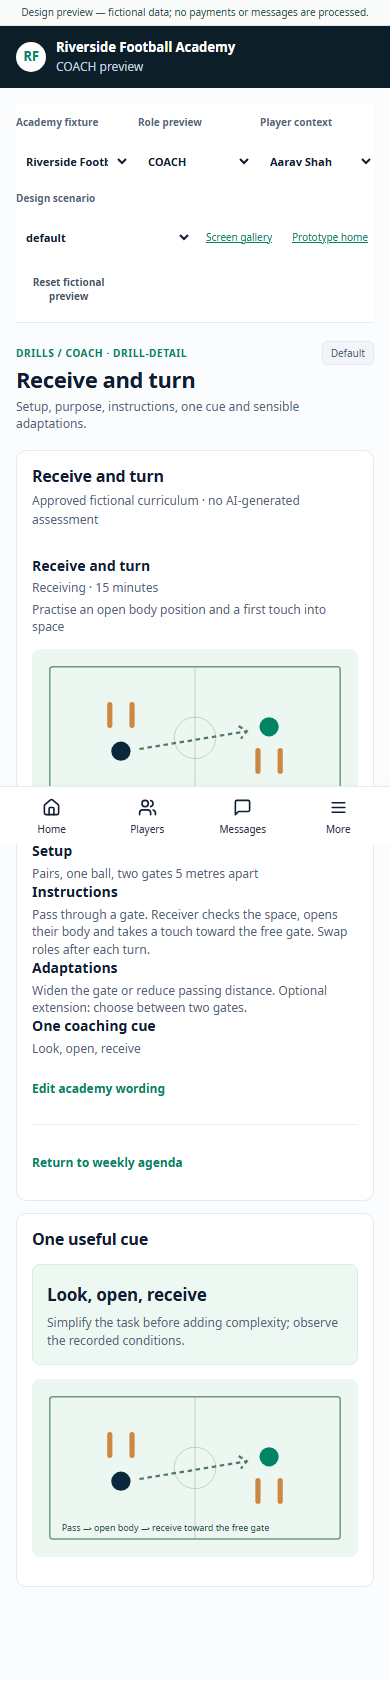 Design preview — fictional data; no payments or messages are processed.
RF
Riverside Football Academy
COACH preview
Academy fixture
Role preview
Player context
Riverside Footb
COACH
Aarav Shah
Design scenario
default
Screen gallery
Prototype home
Reset fictional
preview
DRILLS / COACH · DRILL-DETAIL
Default
Receive and turn
Setup, purpose, instructions, one cue and sensible
adaptations.
Receive and turn
Approved fictional curriculum · no AI-generated
assessment
Receive and turn
Receiving · 15 minutes
Practise an open body position and a first touch into
space
Home
Players
Messages
More
Setup
Pairs, one ball, two gates 5 metres apart
Instructions
Pass through a gate. Receiver checks the space, opens
their body and takes a touch toward the free gate. Swap
roles after each turn.
Adaptations
Widen the gate or reduce passing distance. Optional
extension: choose between two gates.
One coaching cue
Look, open, receive
Edit academy wording
Return to weekly agenda
One useful cue
Look, open, receive
Simplify the task before adding complexity; observe
the recorded conditions.
Pass → open body → receive toward the free gate